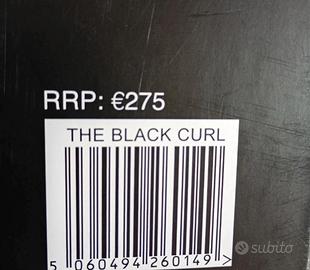 RRP: €275
THE BLACK CURL
5 060494 260149 >
subito